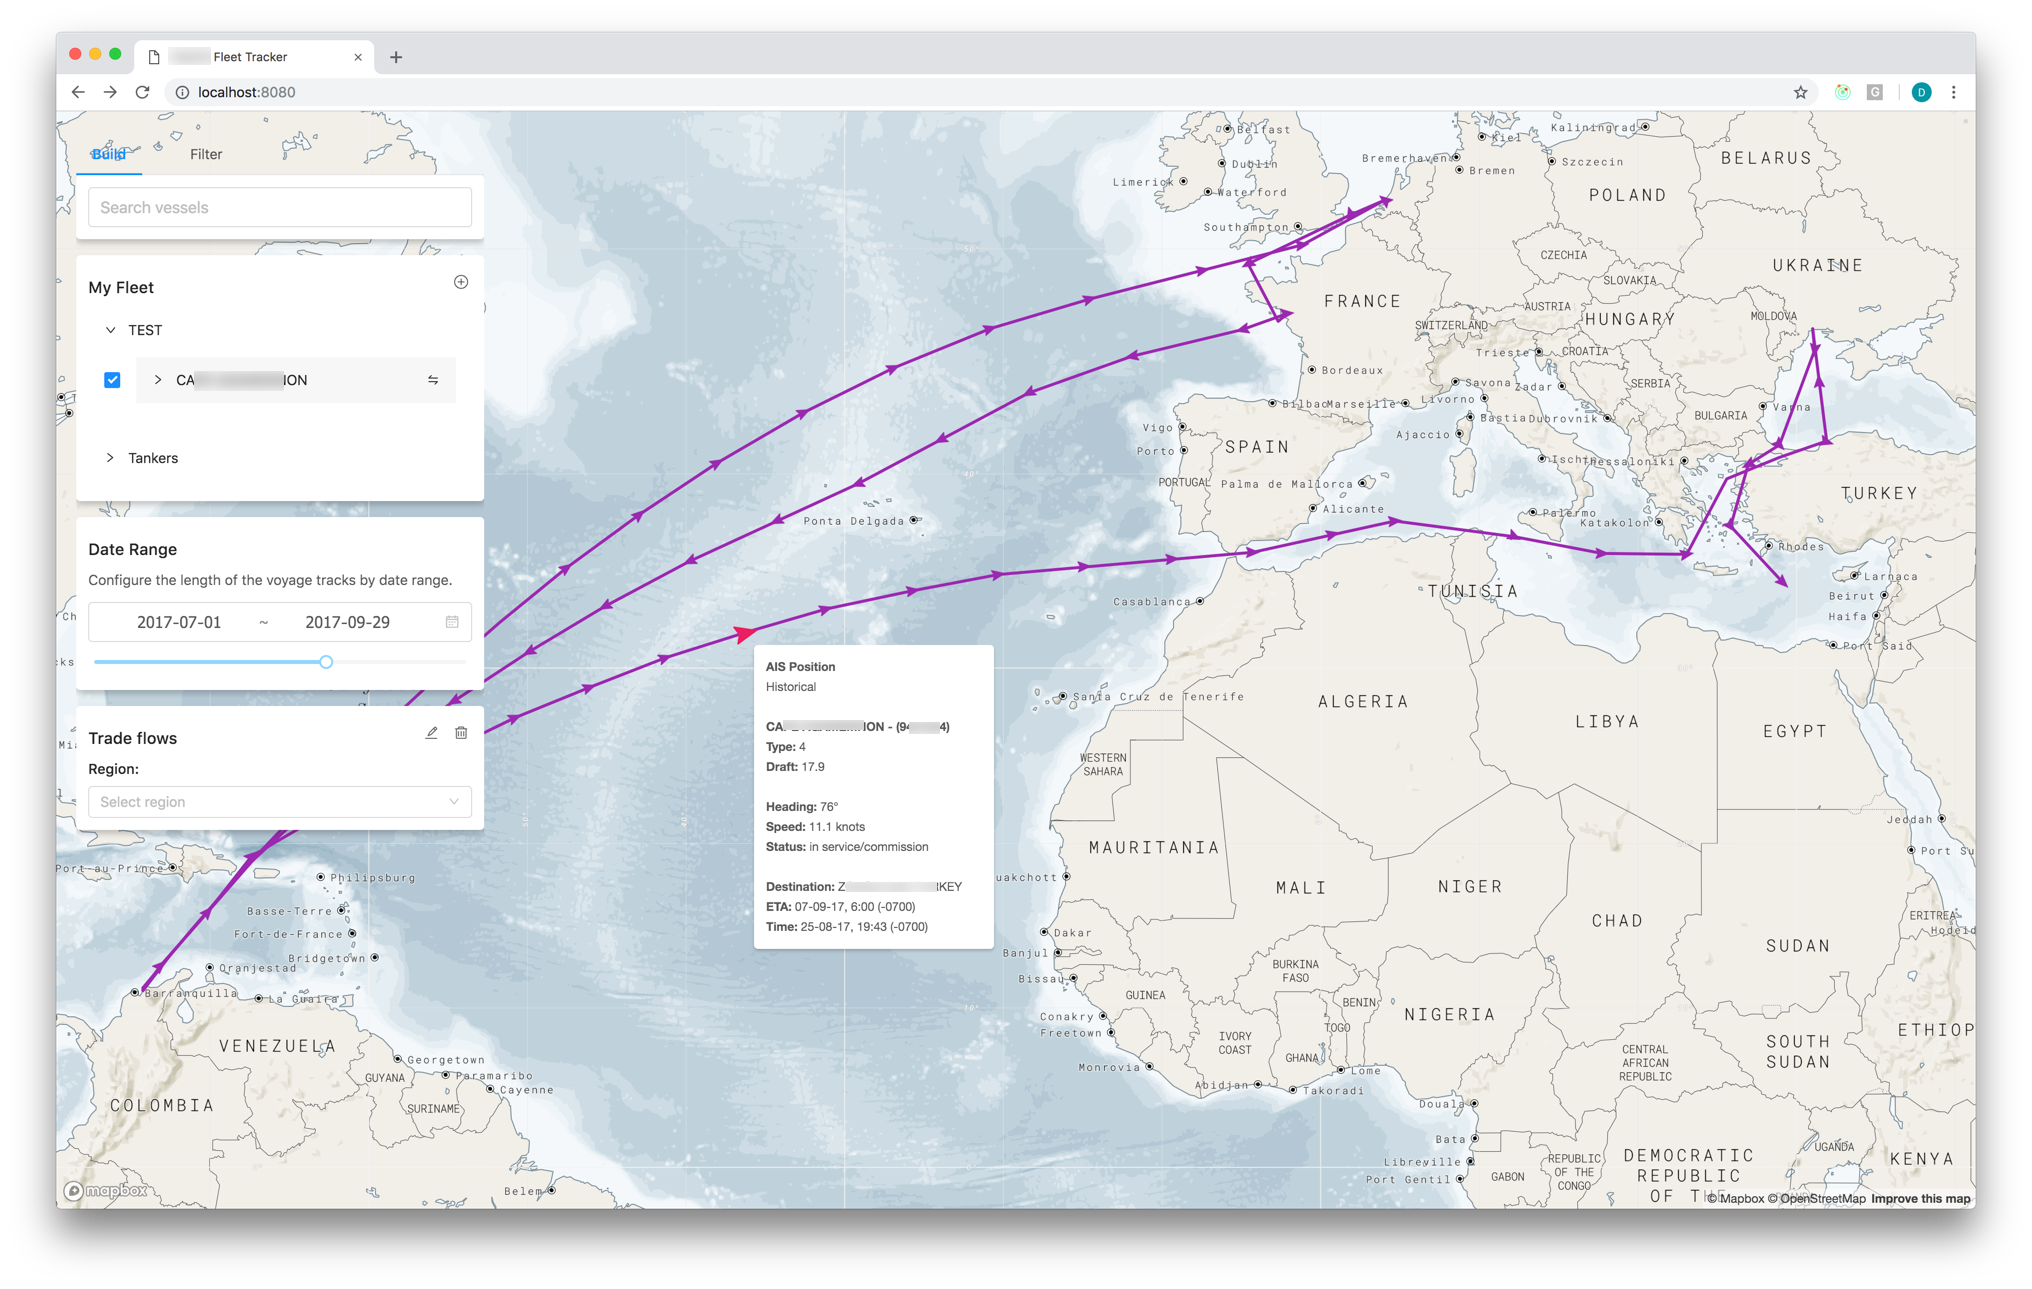 Fleet Tracker
localhost:8080
G
D
Build
Filter
Search vessels
My Fleet
TEST
CA ION
Tankers
Date Range
Configure the length of the voyage tracks by date range.
2017-07-01 ~ 2017-09-29
Trade flows
Region:
Select region
AIS Position
Historical
CA ION - (94 4)
Type: 4
Draft: 17.9
Heading: 76°
Speed: 11.1 knots
Status: in service/commission
Destination: Z KEY
ETA: 07-09-17, 6:00 (-0700)
Time: 25-08-17, 19:43 (-0700)
Belfast
Dublin
Limerick
Waterford
Southampton
Bremerhaven
Kiel
Bremen
Kaliningrad
Szczecin
BELARUS
POLAND
CZECHIA
UKRAINE
SLOVAKIA
FRANCE
AUSTRIA
SWITZERLAND
HUNGARY
MOLDOVA
Trieste
CROATIA
Bordeaux
Savona
Zadar
SERBIA
Bilbao
Marseille
Livorno
Bastia
Dubrovnik
BULGARIA
Varna
Vigo
Ajaccio
Porto
SPAIN
Thessaloniki
PORTUGAL
Palma de Mallorca
TURKEY
Ponta Delgada
Alicante
Palermo
Katakolon
Rhodes
Larnaca
Casablanca
TUNISIA
Beirut
Haifa
Port Said
Santa Cruz de Tenerife
ALGERIA
LIBYA
EGYPT
WESTERN
SAHARA
Jeddah
MAURITANIA
Port Su
uakchott
MALI
NIGER
CHAD
ERITREA
Hodeid
Dakar
SUDAN
Banjul
Bissau
BURKINA
FASO
GUINEA
BENIN
NIGERIA
Conakry
Freetown
IVORY
COAST
TOGO
GHANA
ETHIOP
SOUTH
SUDAN
CENTRAL
AFRICAN
REPUBLIC
Monrovia
Abidjan
Lome
Takoradi
Douala
Bata
Libreville
Port Gentil
GABON
REPUBLIC
OF THE
CONGO
DEMOCRATIC
REPUBLIC
OF THE
UGANDA
KENYA
Port-au-Prince
Philipsburg
Basse-Terre
Fort-de-France
Bridgetown
Oranjestad
Barranquilla
La Guaira
VENEZUELA
Georgetown
Paramaribo
GUYANA
Cayenne
SURINAME
COLOMBIA
Belem
mapbox
© Mapbox © OpenStreetMap Improve this map